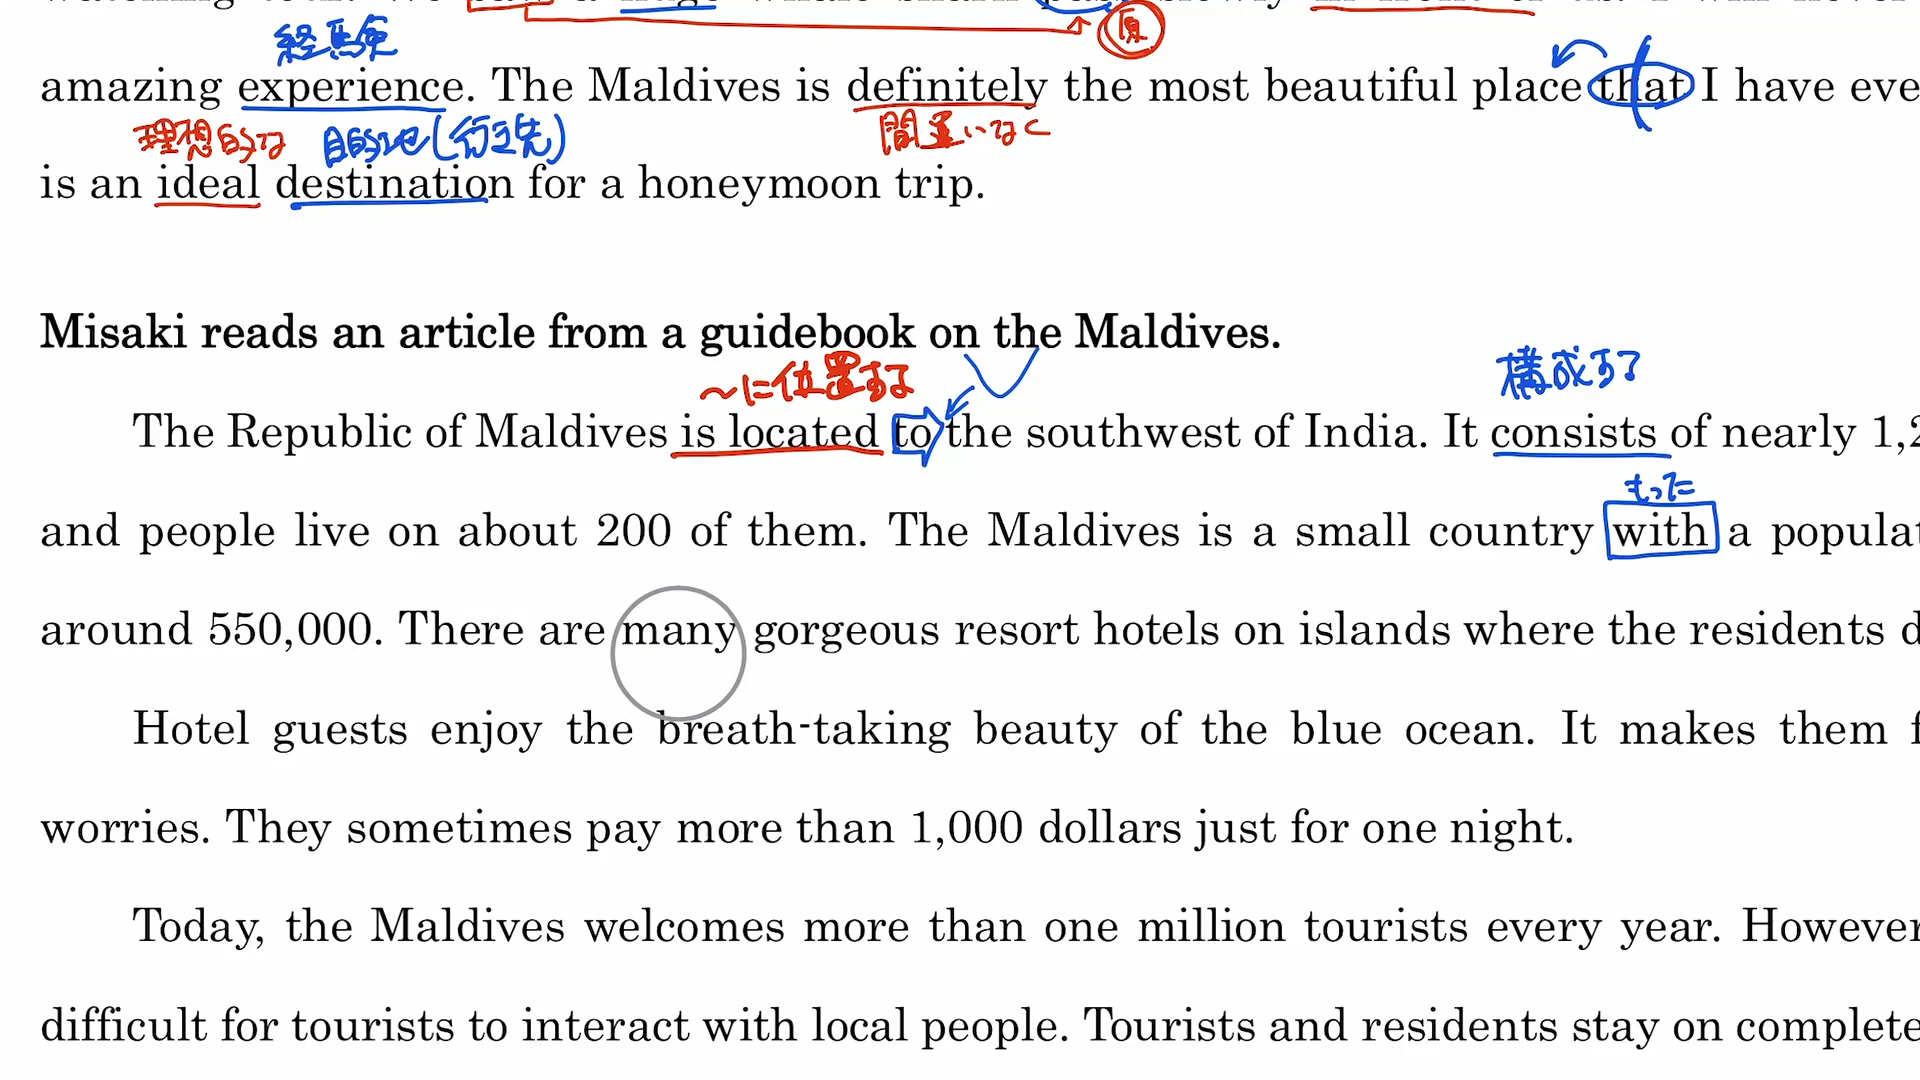 原
経験
amazing experience. The Maldives is definitely the most beautiful place that I have eve
理想的な 目的地(行き先) 間違いなく
is an ideal destination for a honeymoon trip.
Misaki reads an article from a guidebook on the Maldives.
〜に位置する 構成する
The Republic of Maldives is located to the southwest of India. It consists of nearly 1,2
もった
and people live on about 200 of them. The Maldives is a small country with a populat
around 550,000. There are many gorgeous resort hotels on islands where the residents d
Hotel guests enjoy the breath-taking beauty of the blue ocean. It makes them f
worries. They sometimes pay more than 1,000 dollars just for one night.
Today, the Maldives welcomes more than one million tourists every year. However
difficult for tourists to interact with local people. Tourists and residents stay on complete